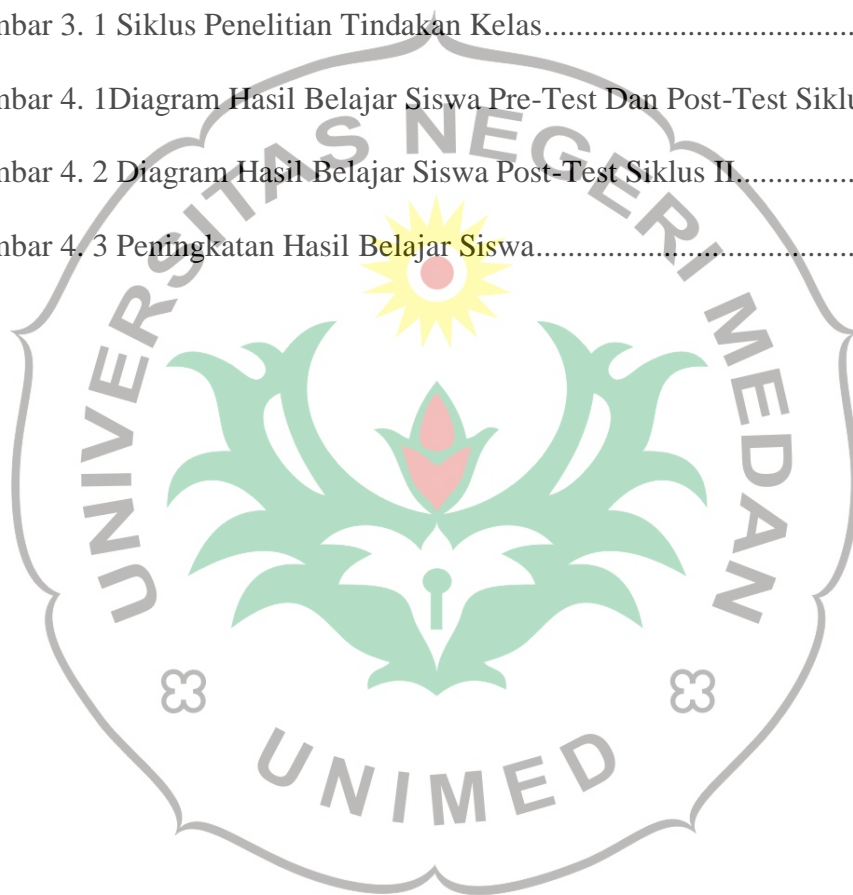 mbar 3. 1 Siklus Penelitian Tindakan Kelas.......................................
mbar 4. 1Diagram Hasil Belajar Siswa Pre-Test Dan Post-Test Siklu
mbar 4. 2 Diagram Hasil Belajar Siswa Post-Test Siklus II...............
mbar 4. 3 Peningkatan Hasil Belajar Siswa........................................
UNIVERSITAS NEGERI MEDAN
UNIMED